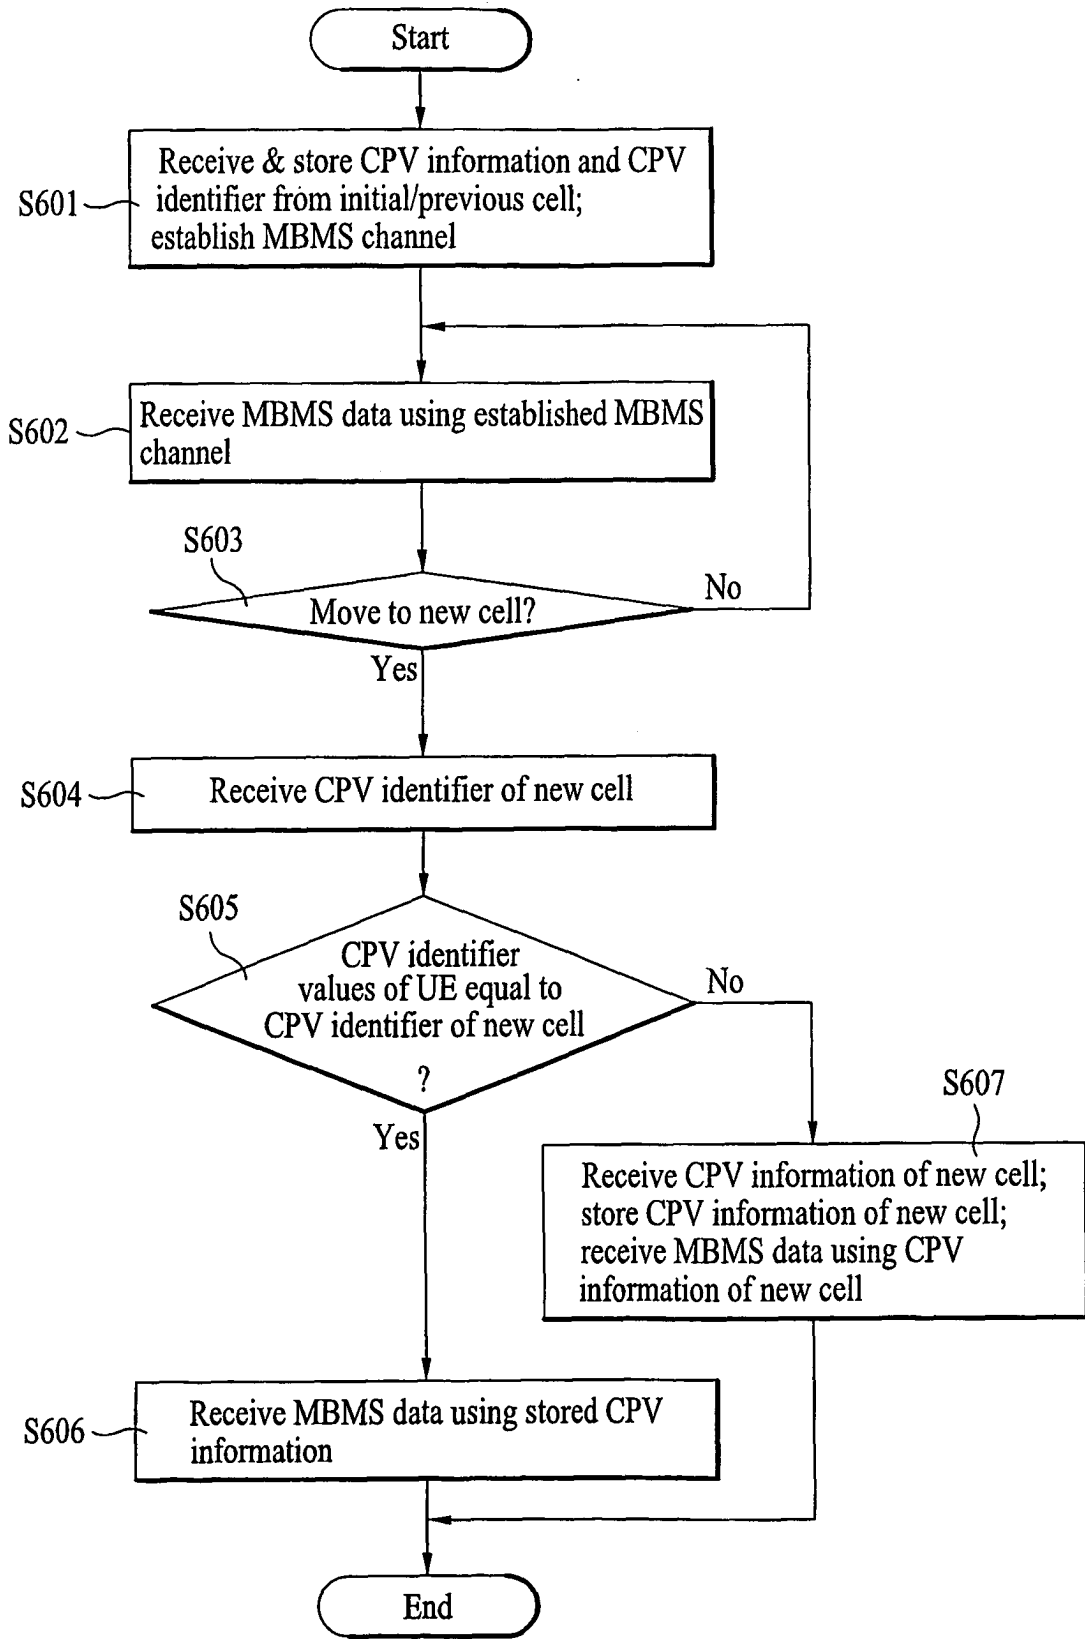 Start
S601
Receive & store CPV information and CPV
identifier from initial/previous cell;
establish MBMS channel
S602
Receive MBMS data using established MBMS
channel
S603
Move to new cell?
No
Yes
S604
Receive CPV identifier of new cell
S605
CPV identifier
values of UE equal to
CPV identifier of new cell
?
No
Yes
S607
Receive CPV information of new cell;
store CPV information of new cell;
receive MBMS data using CPV
information of new cell
S606
Receive MBMS data using stored CPV
information
End